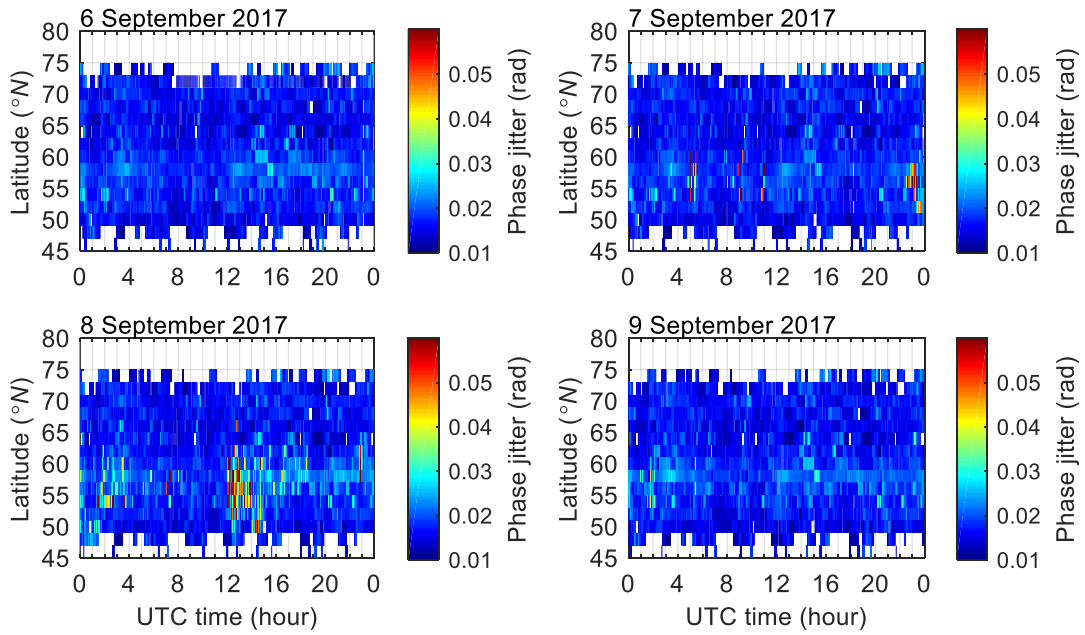 6 September 2017
80
75
70
65
60
55
50
45
Latitude (°N)
0 4 8 12 16 20 0
0.05
0.04
0.03
0.02
0.01
Phase jitter (rad)
7 September 2017
80
75
70
65
60
55
50
45
Latitude (°N)
0 4 8 12 16 20 0
0.05
0.04
0.03
0.02
0.01
Phase jitter (rad)
8 September 2017
80
75
70
65
60
55
50
45
Latitude (°N)
0 4 8 12 16 20 0
UTC time (hour)
0.05
0.04
0.03
0.02
0.01
Phase jitter (rad)
9 September 2017
80
75
70
65
60
55
50
45
Latitude (°N)
0 4 8 12 16 20 0
UTC time (hour)
0.05
0.04
0.03
0.02
0.01
Phase jitter (rad)